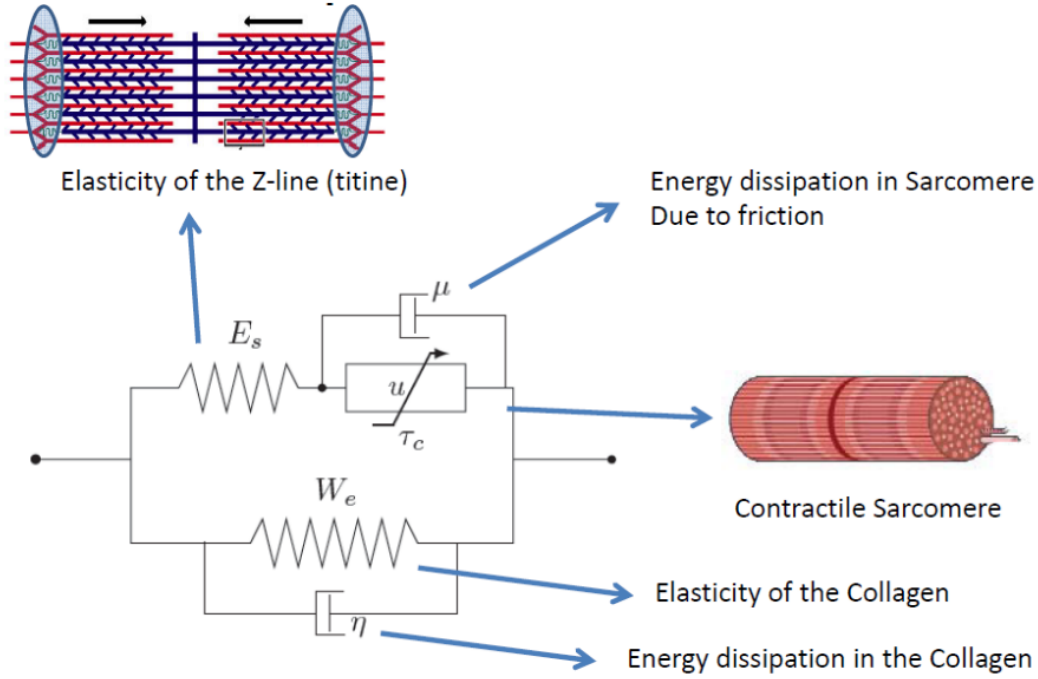 Elasticity of the Z-line (titine)
Energy dissipation in Sarcomere
Due to friction
μ
E_s
u
τ_c
W_e
Contractile Sarcomere
Elasticity of the Collagen
η
Energy dissipation in the Collagen